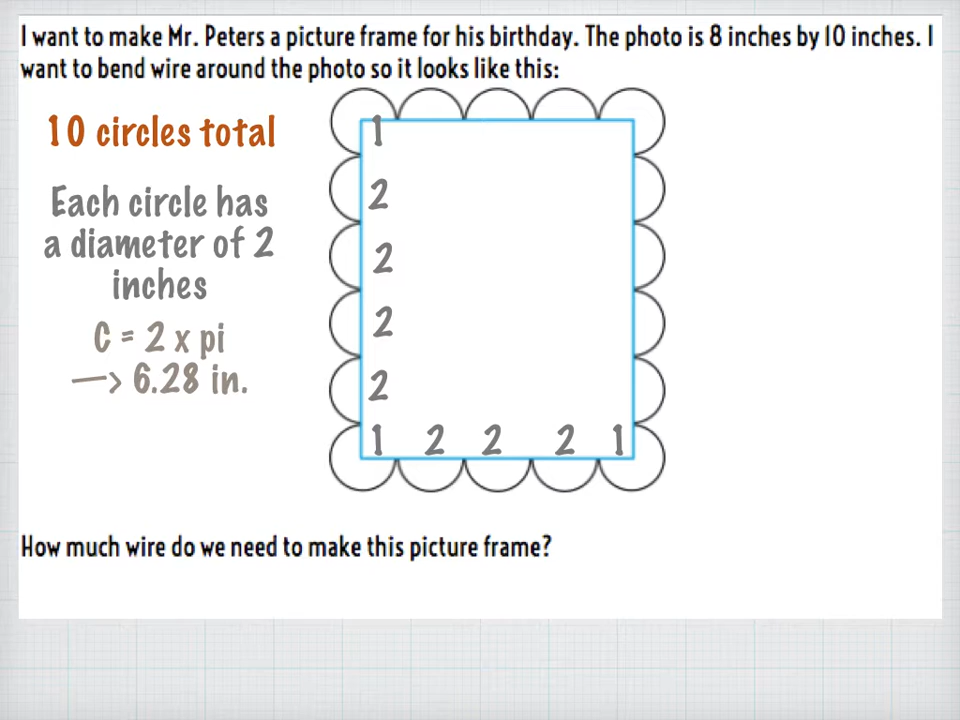 I want to make Mr. Peters a picture frame for his birthday. The photo is 8 inches by 10 inches. I
want to bend wire around the photo so it looks like this:
10 circles total
Each circle has
a diameter of 2
inches
C = 2 x pi
—> 6.28 in.
1
2
2
2
2
1 2 2 2 1
How much wire do we need to make this picture frame?